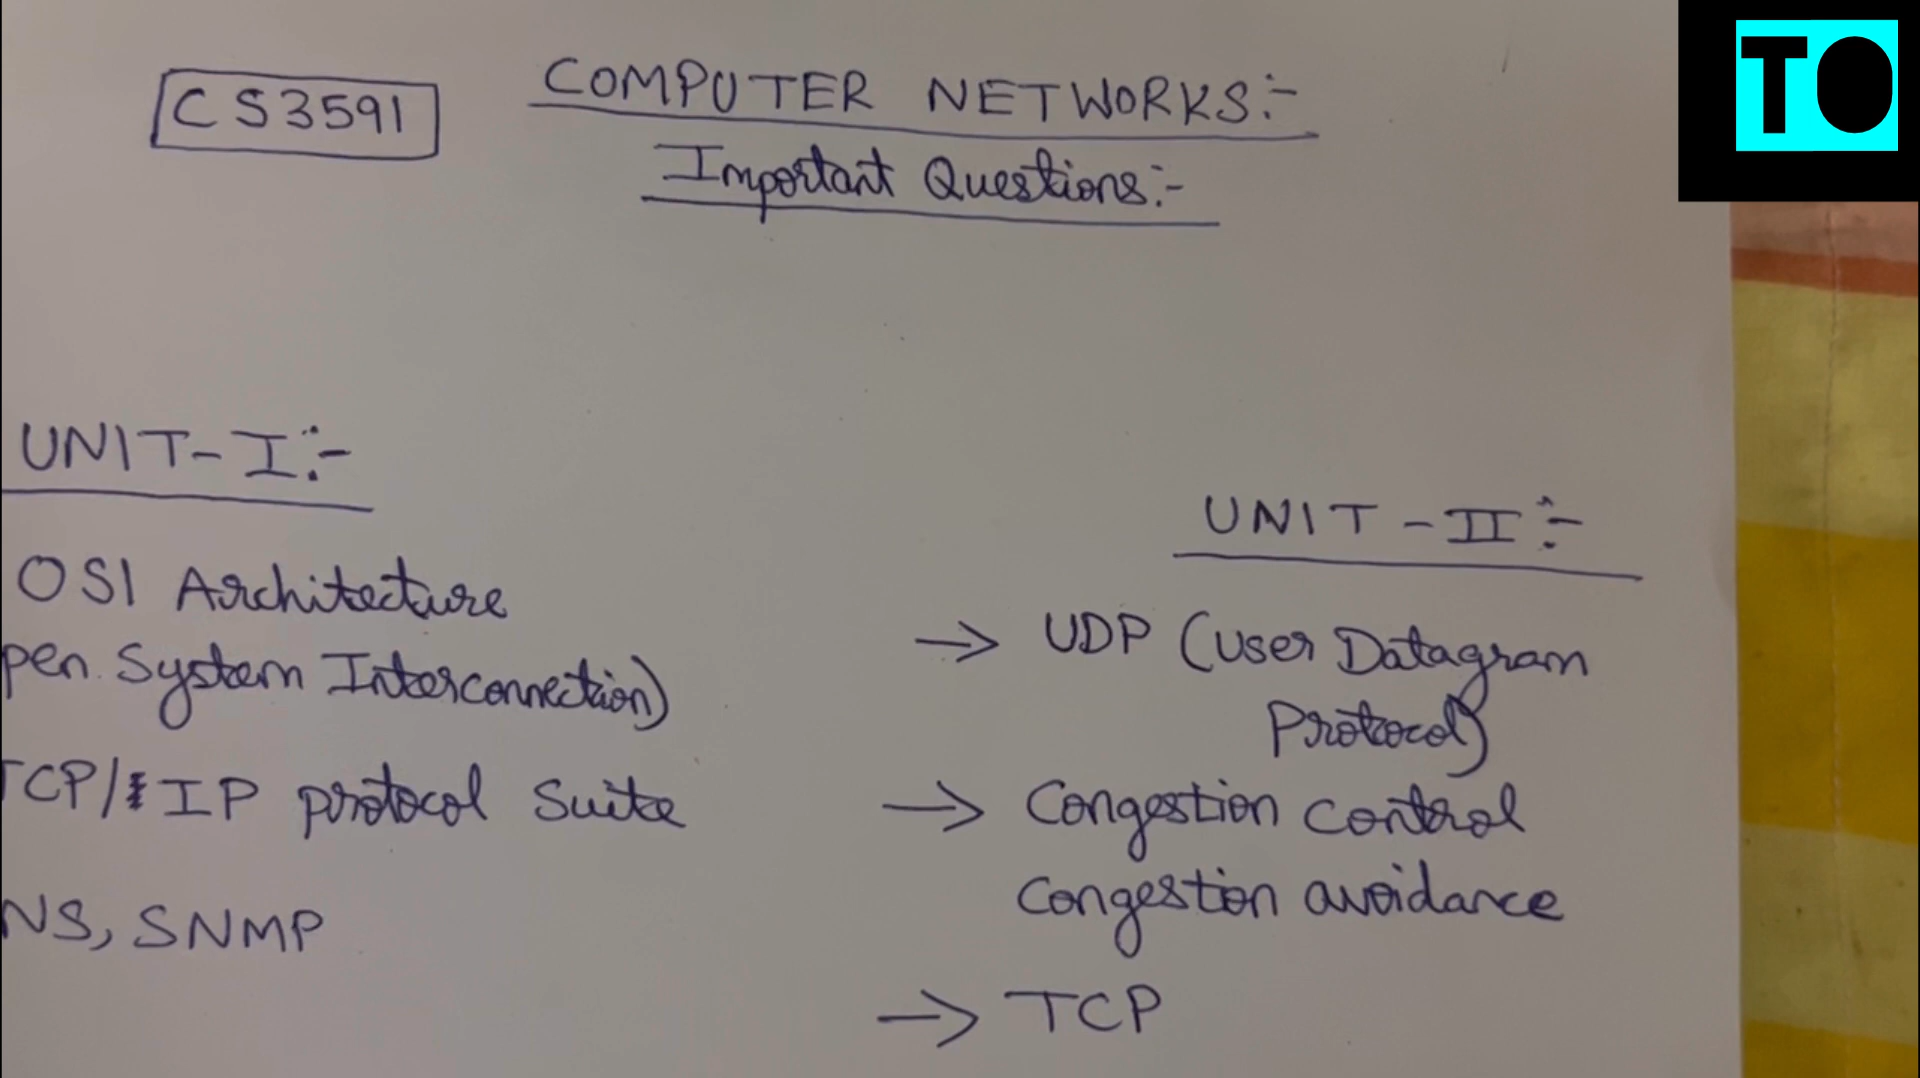 CS3591
COMPUTER NETWORKS:-
Important Questions:-
TO
UNIT-I:-
OSI Architecture
pen System Interconnection)
TCP/IP protocol Suite
NS, SNMP
UNIT-II:-
→ UDP (User Datagram
Protocol)
→ Congestion control
Congestion avoidance
→ TCP